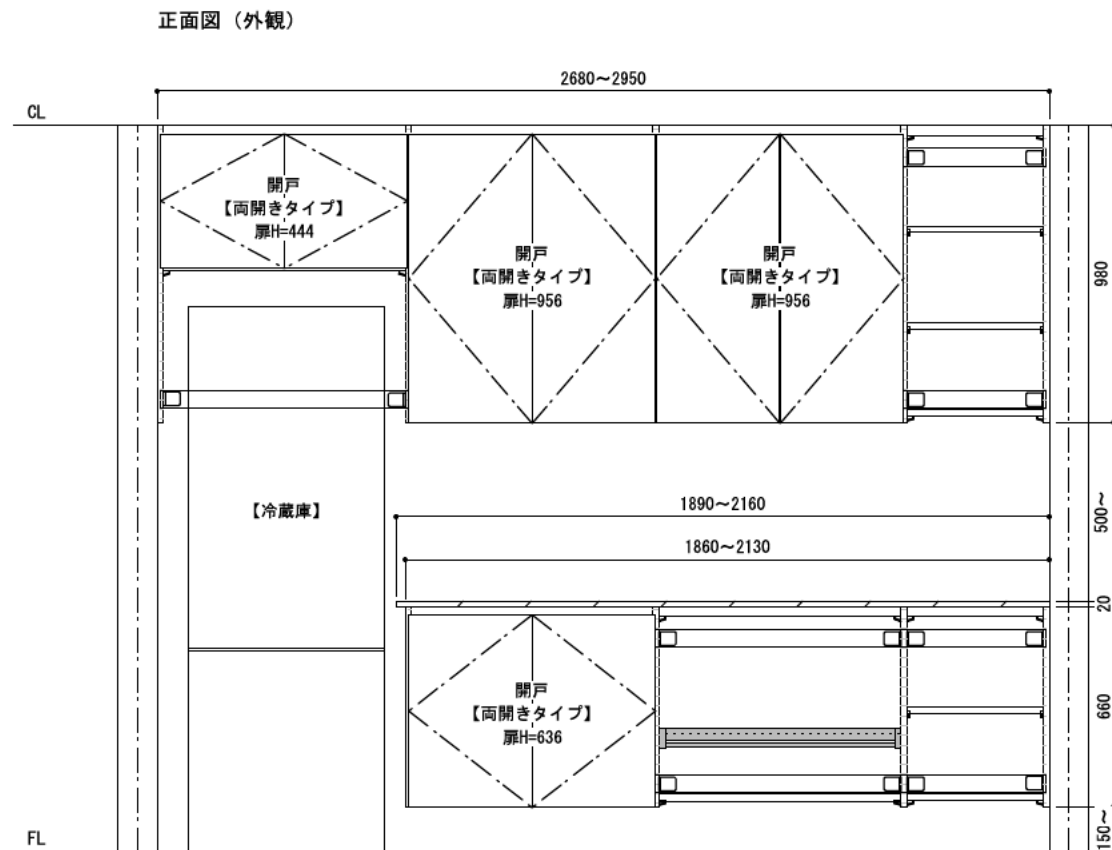 正面図（外観）
2680～2950
CL
開戸
【両開きタイプ】
扉H=444
開戸
【両開きタイプ】
扉H=956
開戸
【両開きタイプ】
扉H=956
980
【冷蔵庫】
1890～2160
500～
1860～2130
20
開戸
【両開きタイプ】
扉H=636
660
150～
FL